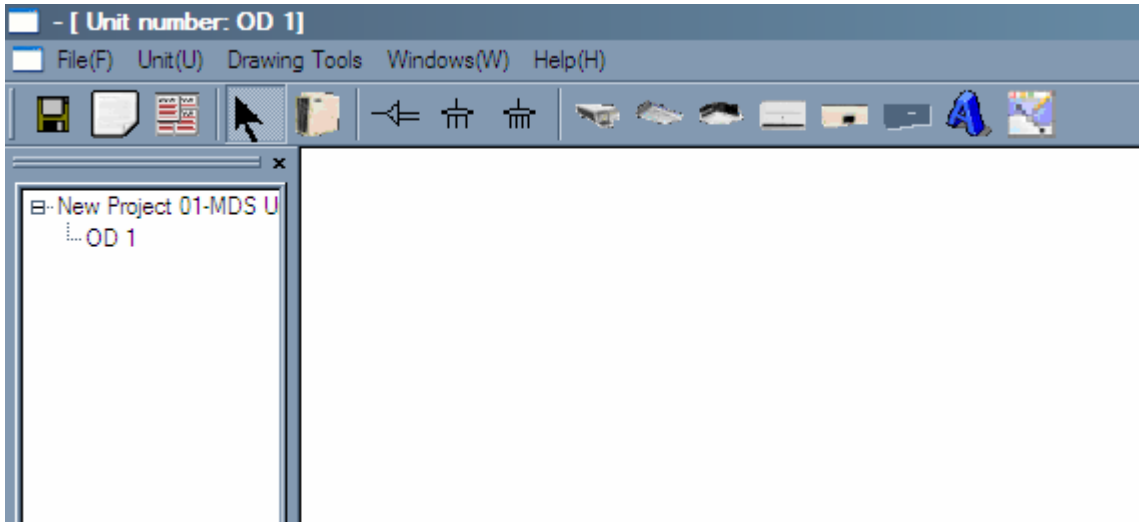 - [ Unit number: OD 1]
File(F) Unit(U) Drawing Tools Windows(W) Help(H)
New Project 01-MDS U
OD 1